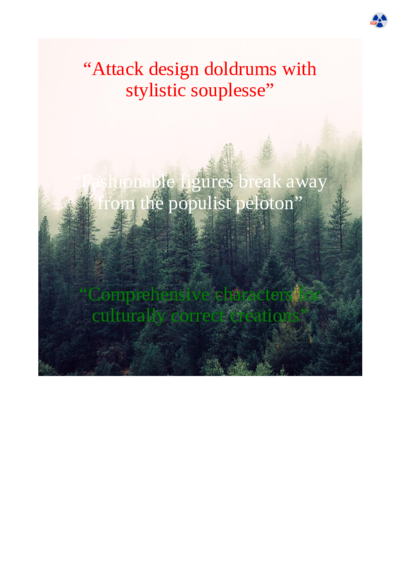 “Attack design doldrums with
stylistic souplesse”
“Fashionable figures break away
from the populist peloton”
“Comprehensive characters for
culturally correct creations”